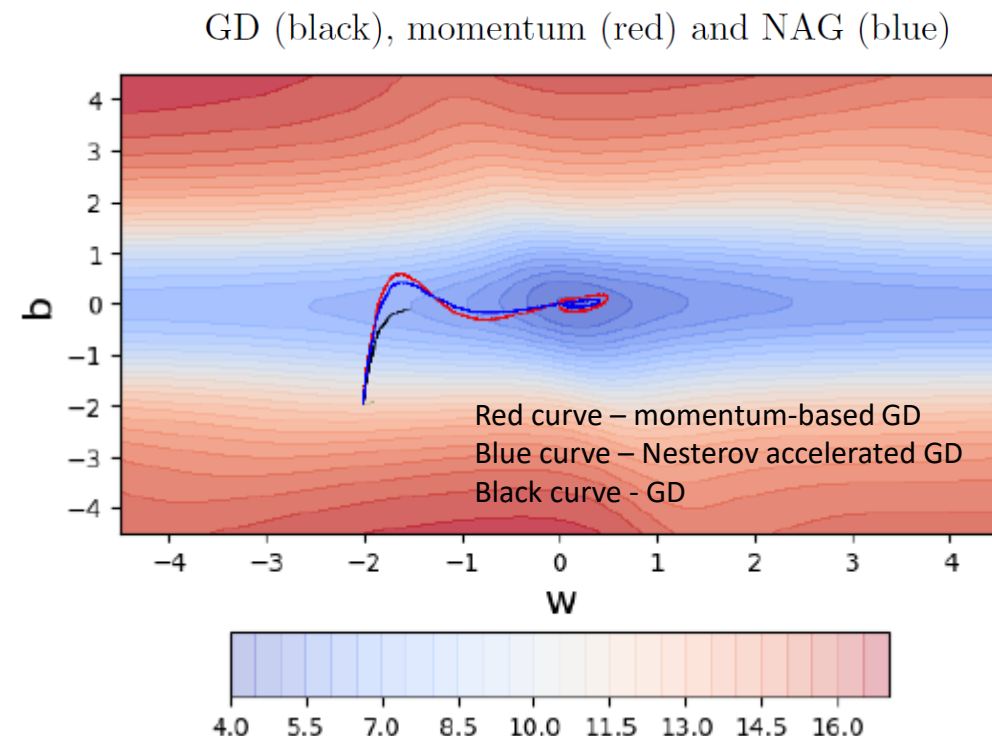 GD (black), momentum (red) and NAG (blue)
4
3
2
1
0
−1
−2
−3
−4
b
Red curve – momentum-based GD
Blue curve – Nesterov accelerated GD
Black curve - GD
−4 −3 −2 −1 0 1 2 3 4
w
4.0 5.5 7.0 8.5 10.0 11.5 13.0 14.5 16.0